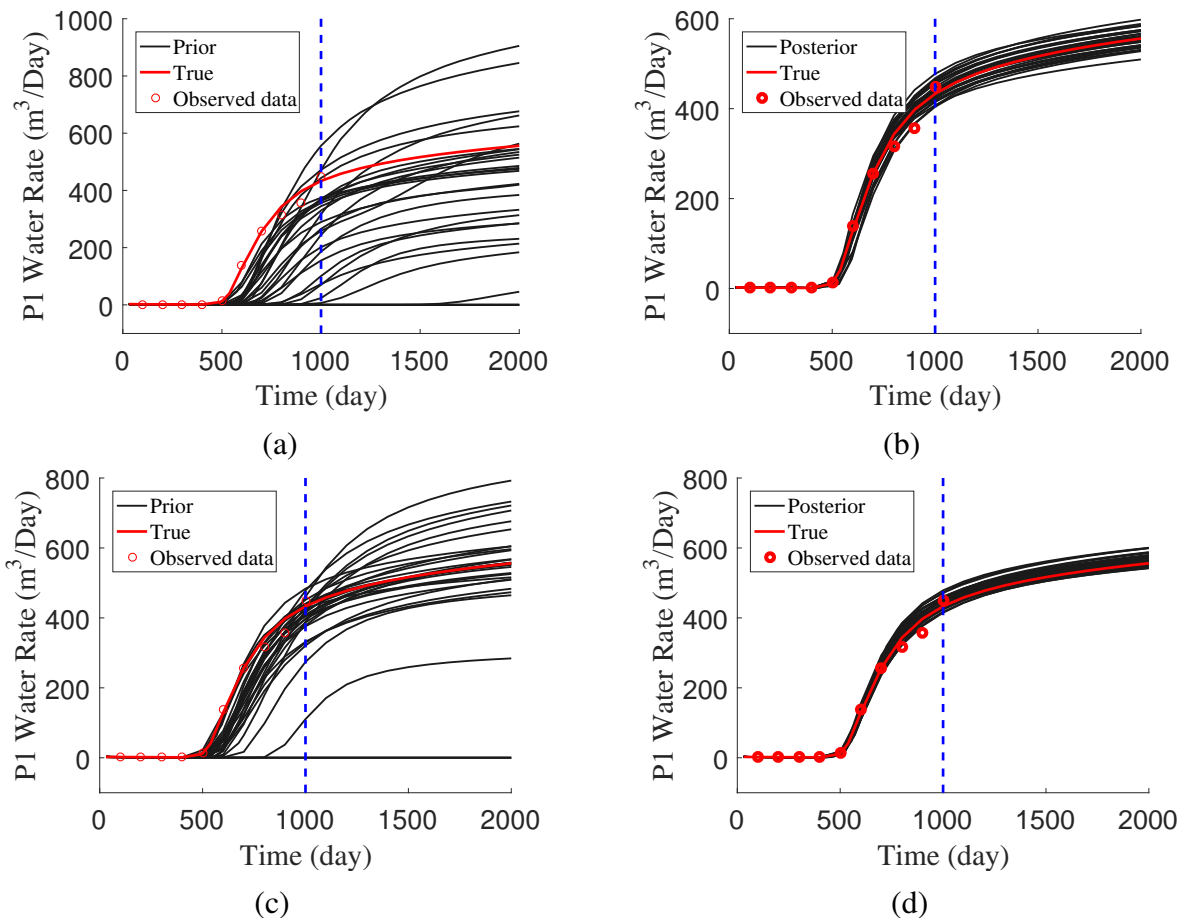 1000
800
600
400
200
0
P1 Water Rate (m³/Day)
Prior
True
Observed data
0 500 1000 1500 2000
Time (day)
(a)
600
400
200
0
P1 Water Rate (m³/Day)
Posterior
True
Observed data
0 500 1000 1500 2000
Time (day)
(b)
800
600
400
200
0
P1 Water Rate (m³/Day)
Prior
True
Observed data
0 500 1000 1500 2000
Time (day)
(c)
800
600
400
200
0
P1 Water Rate (m³/Day)
Posterior
True
Observed data
0 500 1000 1500 2000
Time (day)
(d)